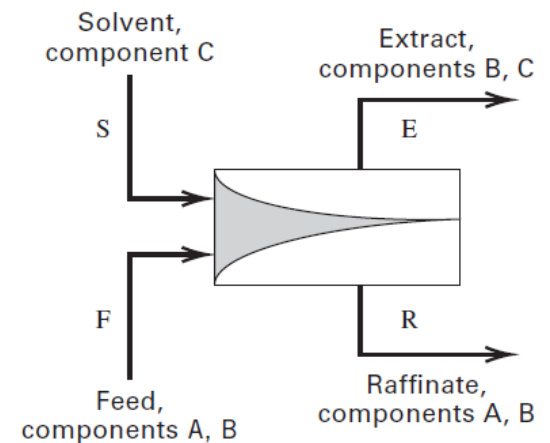 Solvent,
component C
Extract,
components B, C
S
E
F
R
Feed,
components A, B
Raffinate,
components A, B